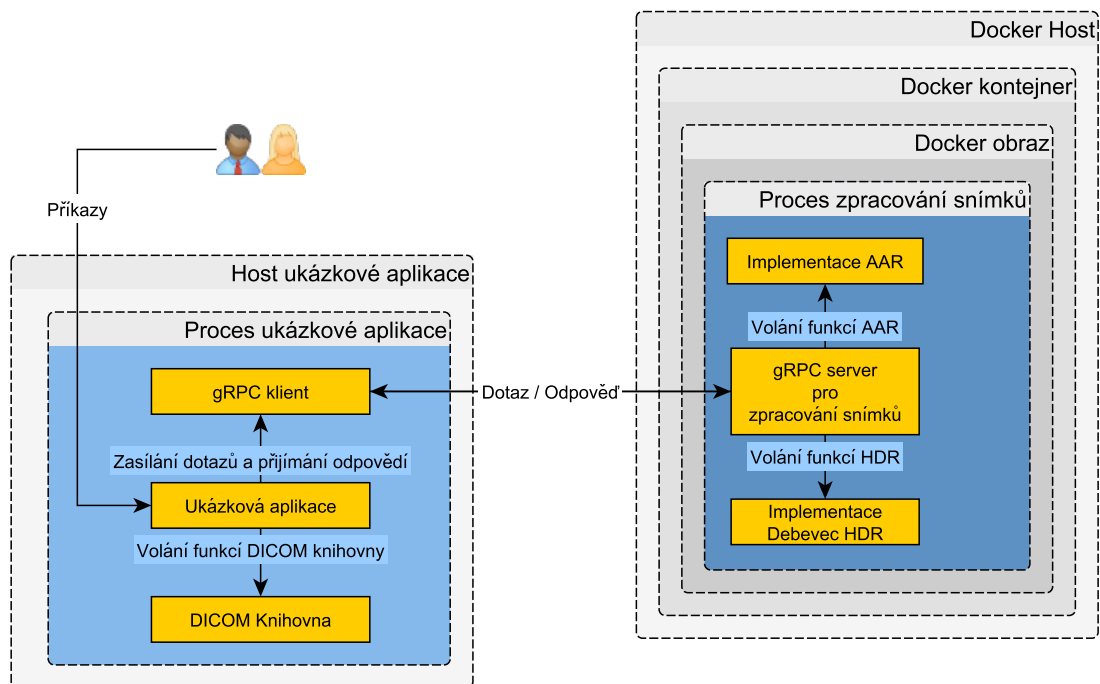 Docker Host
Docker kontejner
Docker obraz
Proces zpracování snímků
Implementace AAR
Volání funkcí AAR
gRPC server
pro
zpracování snímků
Volání funkcí HDR
Implementace
Debevec HDR
Příkazy
Host ukázkové aplikace
Proces ukázkové aplikace
gRPC klient
Dotaz / Odpověď
Zasílání dotazů a přijímání odpovědí
Ukázková aplikace
Volání funkcí DICOM knihovny
DICOM Knihovna